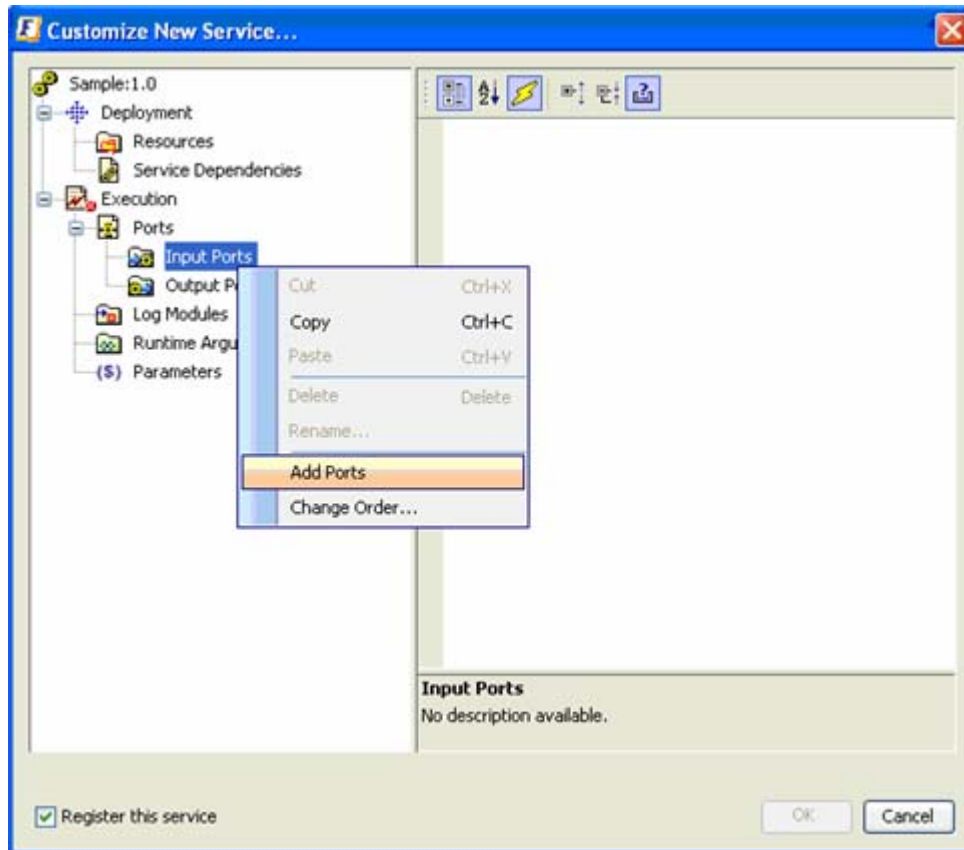 Customize New Service...
Sample:1.0
Deployment
Resources
Service Dependencies
Execution
Ports
Input Ports
Output P
Log Modules
Runtime Argu
($) Parameters
Cut Ctrl+X
Copy Ctrl+C
Paste Ctrl+V
Delete Delete
Rename...
Add Ports
Change Order...
Input Ports
No description available.
Register this service
OK
Cancel